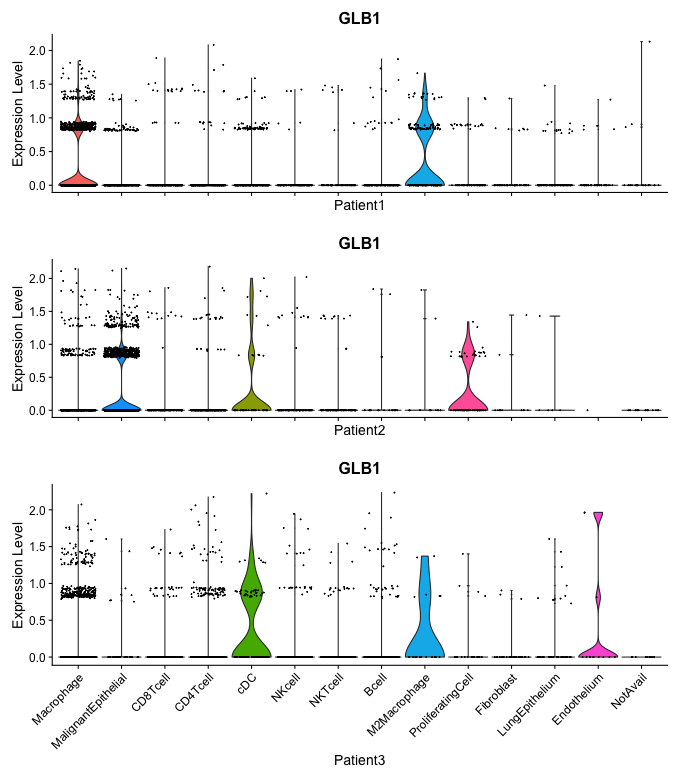 GLB1
Expression Level
2.0
1.5
1.0
0.5
0.0
Patient1
GLB1
Expression Level
2.0
1.5
1.0
0.5
0.0
Patient2
GLB1
Expression Level
2.0
1.5
1.0
0.5
0.0
Macrophage
MalignantEpithelial
CD8Tcell
CD4Tcell
cDC
NKcell
NKTcell
Bcell
M2Macrophage
ProliferatingCell
Fibroblast
LungEpithelium
Endothelium
NotAvail
Patient3